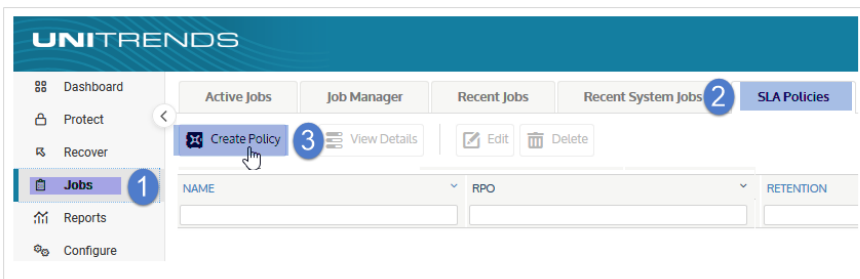 UNITRENDS
Dashboard
Protect
Recover
Jobs 1
Reports
Configure
Active Jobs Job Manager Recent Jobs Recent System Jobs 2 SLA Policies
Create Policy 3 View Details Edit Delete
NAME RPO RETENTION